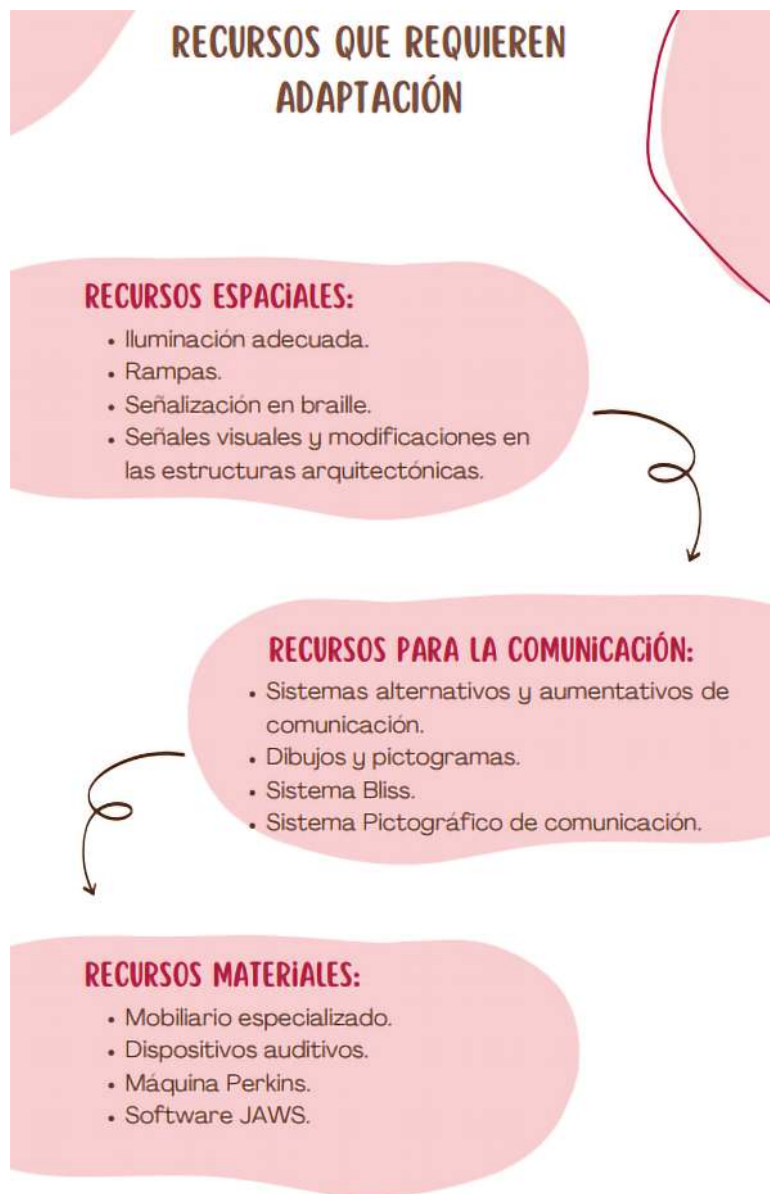 RECURSOS QUE REQUIEREN
ADAPTACIÓN
RECURSOS ESPACIALES:
• Iluminación adecuada.
• Rampas.
• Señalización en braille.
• Señales visuales y modificaciones en
las estructuras arquitectónicas.
RECURSOS PARA LA COMUNICACIÓN:
• Sistemas alternativos y aumentativos de
comunicación.
• Dibujos y pictogramas.
• Sistema Bliss.
• Sistema Pictográfico de comunicación.
RECURSOS MATERIALES:
• Mobiliario especializado.
• Dispositivos auditivos.
• Máquina Perkins.
• Software JAWS.